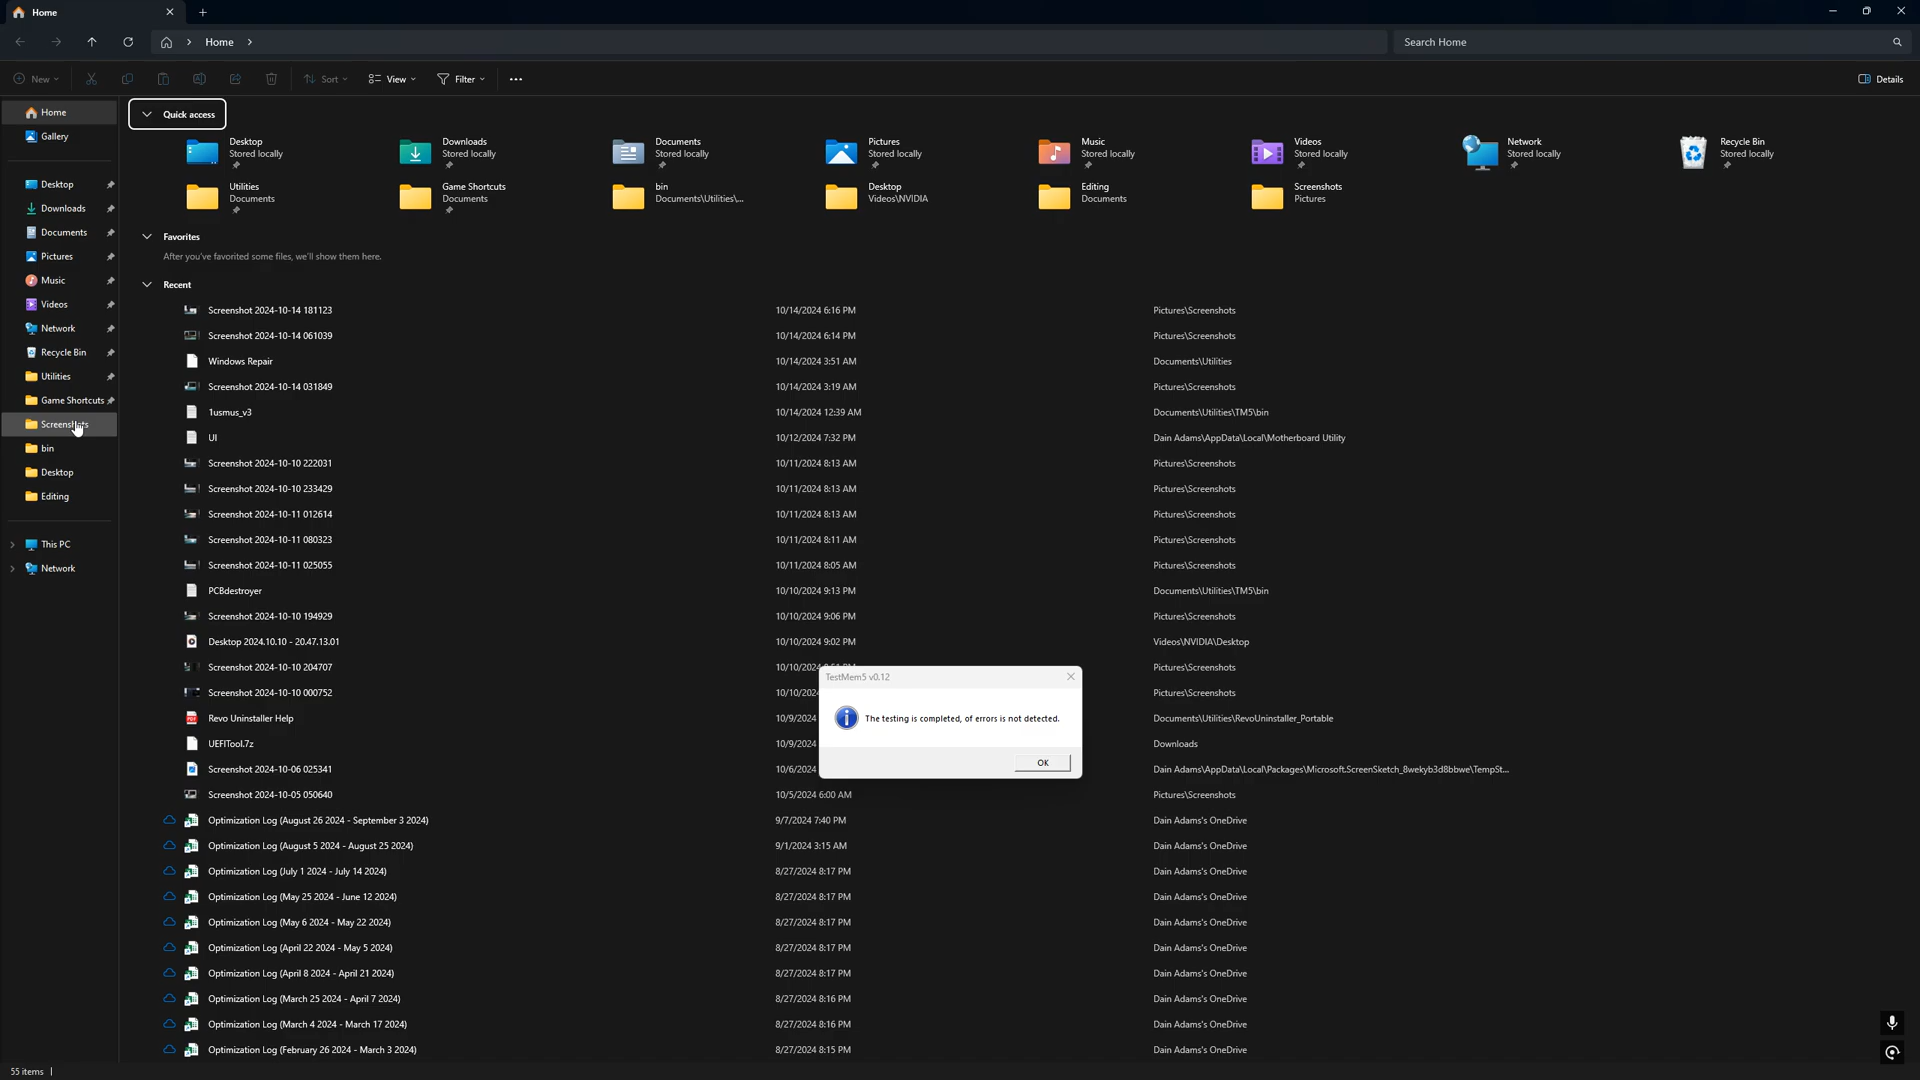 Home
Home
Search Home
New
Sort
View
Filter
Details
Home
Gallery
Desktop
Downloads
Documents
Pictures
Music
Videos
Network
Recycle Bin
Utilities
Game Shortcuts
Screenshots
bin
Desktop
Editing
This PC
Network
Quick access
Desktop
Stored locally
Downloads
Stored locally
Documents
Stored locally
Pictures
Stored locally
Music
Stored locally
Videos
Stored locally
Network
Stored locally
Recycle Bin
Stored locally
Utilities
Documents
Game Shortcuts
Documents
bin
Documents\Utilities\...
Desktop
Videos\NVIDIA
Editing
Documents
Screenshots
Pictures
Favorites
After you've favorited some files, we'll show them here.
Recent
Screenshot 2024-10-14 181123 10/14/2024 6:16 PM Pictures\Screenshots
Screenshot 2024-10-14 061039 10/14/2024 6:14 PM Pictures\Screenshots
Windows Repair 10/14/2024 3:51 AM Documents\Utilities
Screenshot 2024-10-14 031849 10/14/2024 3:19 AM Pictures\Screenshots
1usmus_v3 10/14/2024 12:39 AM Documents\Utilities\TM5\bin
UI 10/12/2024 7:32 PM Dain Adams\AppData\Local\Motherboard Utility
Screenshot 2024-10-10 222031 10/11/2024 8:13 AM Pictures\Screenshots
Screenshot 2024-10-10 233429 10/11/2024 8:13 AM Pictures\Screenshots
Screenshot 2024-10-11 012614 10/11/2024 8:13 AM Pictures\Screenshots
Screenshot 2024-10-11 080323 10/11/2024 8:11 AM Pictures\Screenshots
Screenshot 2024-10-11 025055 10/11/2024 8:05 AM Pictures\Screenshots
PCBdestroyer 10/10/2024 9:13 PM Documents\Utilities\TM5\bin
Screenshot 2024-10-10 194929 10/10/2024 9:06 PM Pictures\Screenshots
Desktop 2024.10.10 - 20.47.13.01 10/10/2024 9:02 PM Videos\NVIDIA\Desktop
Screenshot 2024-10-10 204707 10/10/2024 Pictures\Screenshots
Screenshot 2024-10-10 000752 10/10/2024 Pictures\Screenshots
Revo Uninstaller Help 10/9/2024 Documents\Utilities\RevoUninstaller_Portable
UEFITool.7z 10/9/2024 Downloads
Screenshot 2024-10-06 025341 10/6/2024 Dain Adams\AppData\Local\Packages\Microsoft.ScreenSketch_8wekyb3d8bbwe\TempSt...
Screenshot 2024-10-05 050640 10/5/2024 6:00 AM Pictures\Screenshots
Optimization Log (August 26 2024 - September 3 2024) 9/7/2024 7:40 PM Dain Adams's OneDrive
Optimization Log (August 5 2024 - August 25 2024) 9/1/2024 3:15 AM Dain Adams's OneDrive
Optimization Log (July 1 2024 - July 14 2024) 8/27/2024 8:17 PM Dain Adams's OneDrive
Optimization Log (May 25 2024 - June 12 2024) 8/27/2024 8:17 PM Dain Adams's OneDrive
Optimization Log (May 6 2024 - May 22 2024) 8/27/2024 8:17 PM Dain Adams's OneDrive
Optimization Log (April 22 2024 - May 5 2024) 8/27/2024 8:17 PM Dain Adams's OneDrive
Optimization Log (April 8 2024 - April 21 2024) 8/27/2024 8:17 PM Dain Adams's OneDrive
Optimization Log (March 25 2024 - April 7 2024) 8/27/2024 8:16 PM Dain Adams's OneDrive
Optimization Log (March 4 2024 - March 17 2024) 8/27/2024 8:16 PM Dain Adams's OneDrive
Optimization Log (February 26 2024 - March 3 2024) 8/27/2024 8:15 PM Dain Adams's OneDrive
TestMem5 v0.12
The testing is completed, of errors is not detected.
OK
55 items